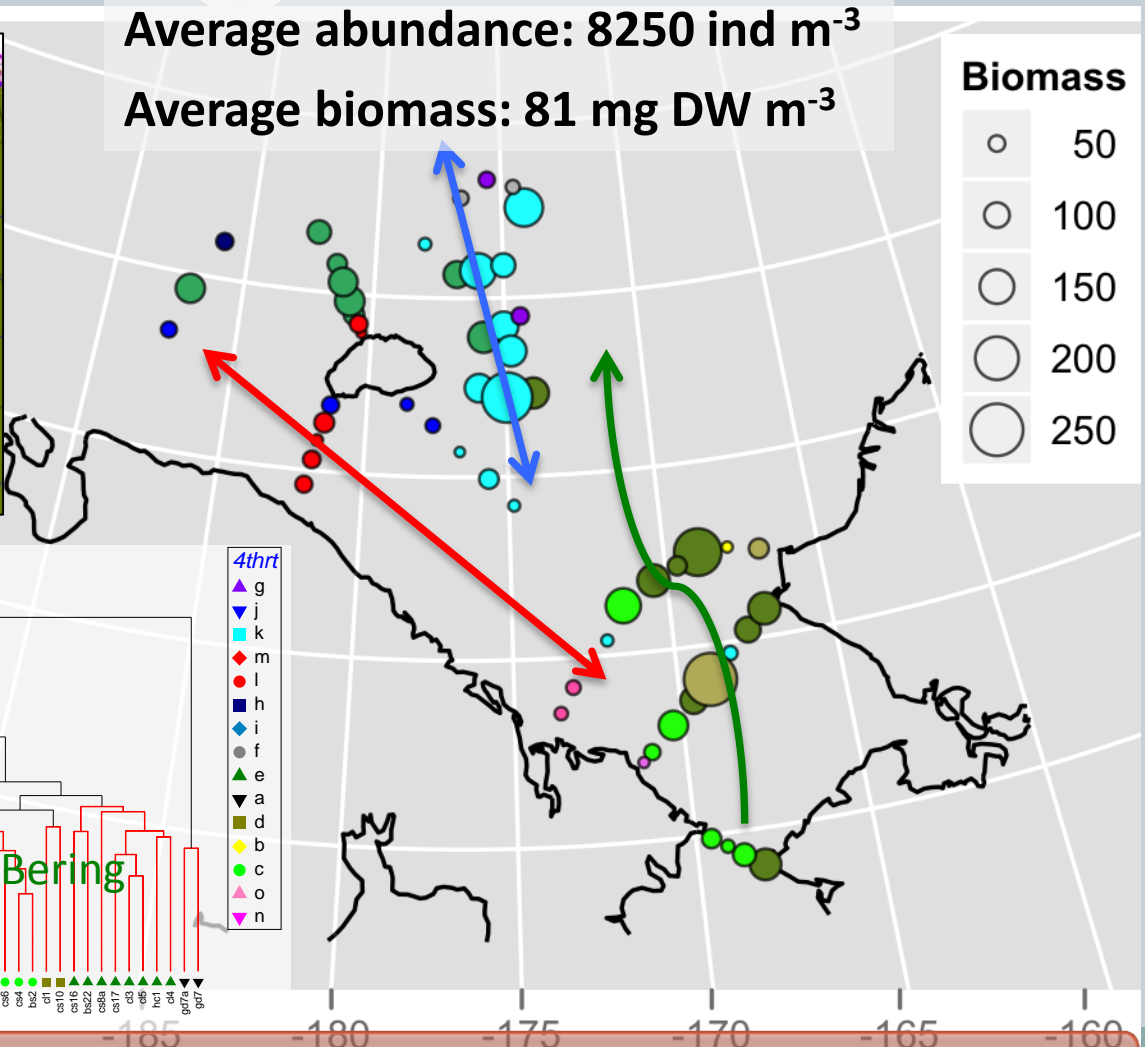 Average abundance: 8250 ind m-3
Average biomass: 81 mg DW m-3
Biomass
50
100
150
200
250
4thrt
g
j
k
m
l
h
i
f
e
a
d
b
c
o
n
Bering
cs6 cs4 bs2 cl1 cs10 cs16 bs22 cs8a cs17 cl3 cl5 hc1 cl4 gd7a gd7
-185 -180 -175 -170 -165 -160